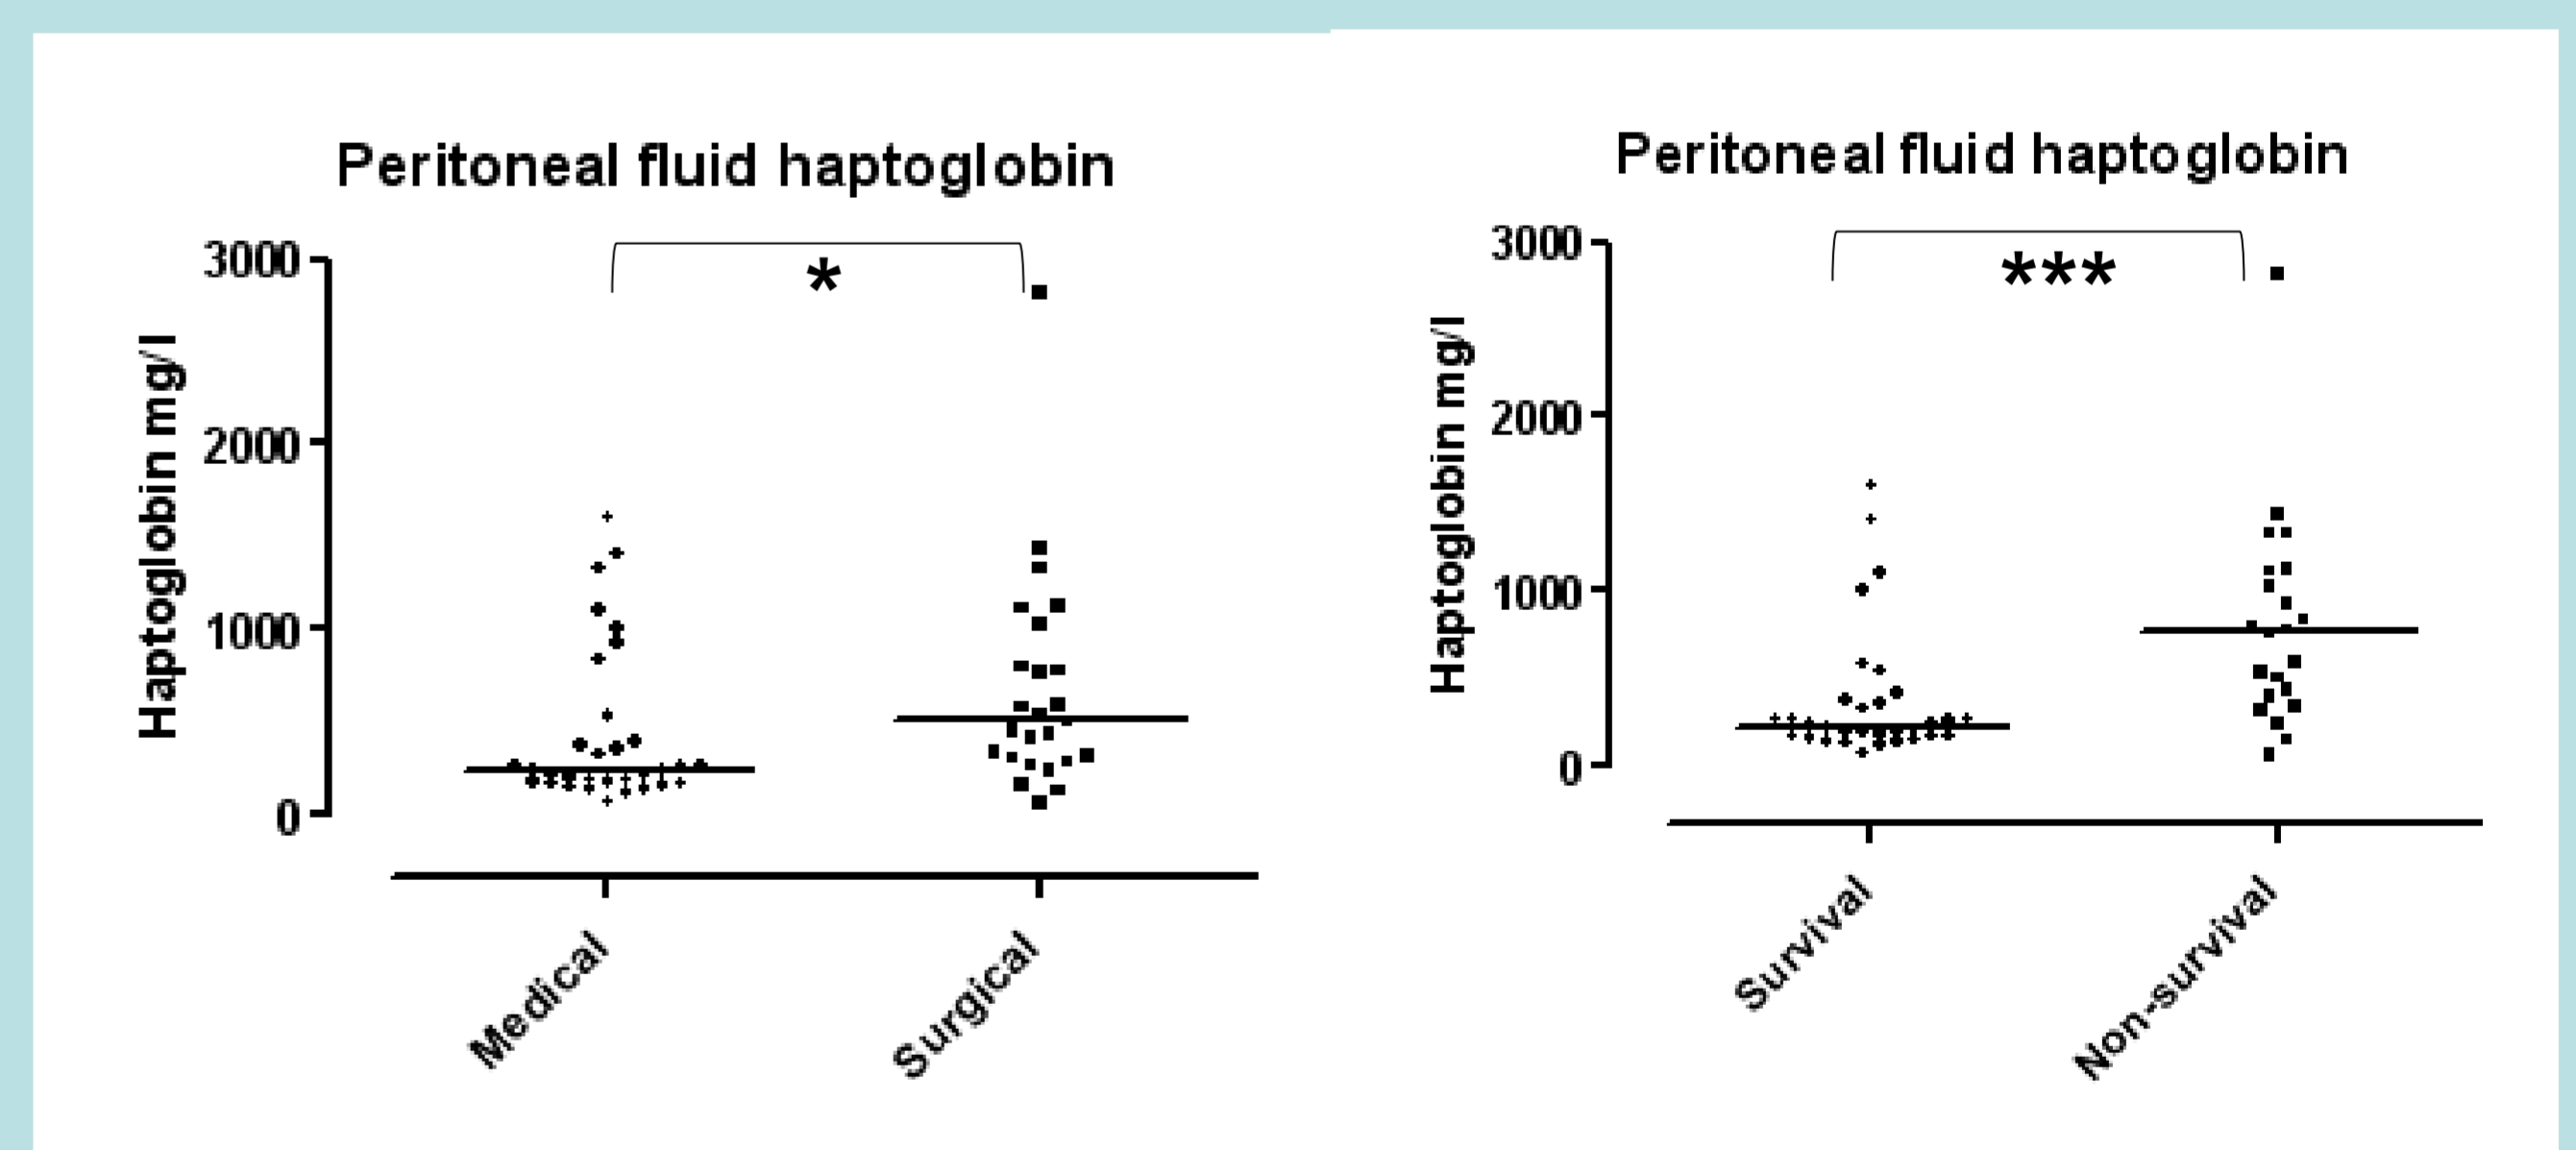 Peritoneal fluid haptoglobin
*
3000
2000
1000
0
Haptoglobin mg/l
Medical
Surgical
Peritoneal fluid haptoglobin
***
3000
2000
1000
0
Haptoglobin mg/l
Survival
Non-survival